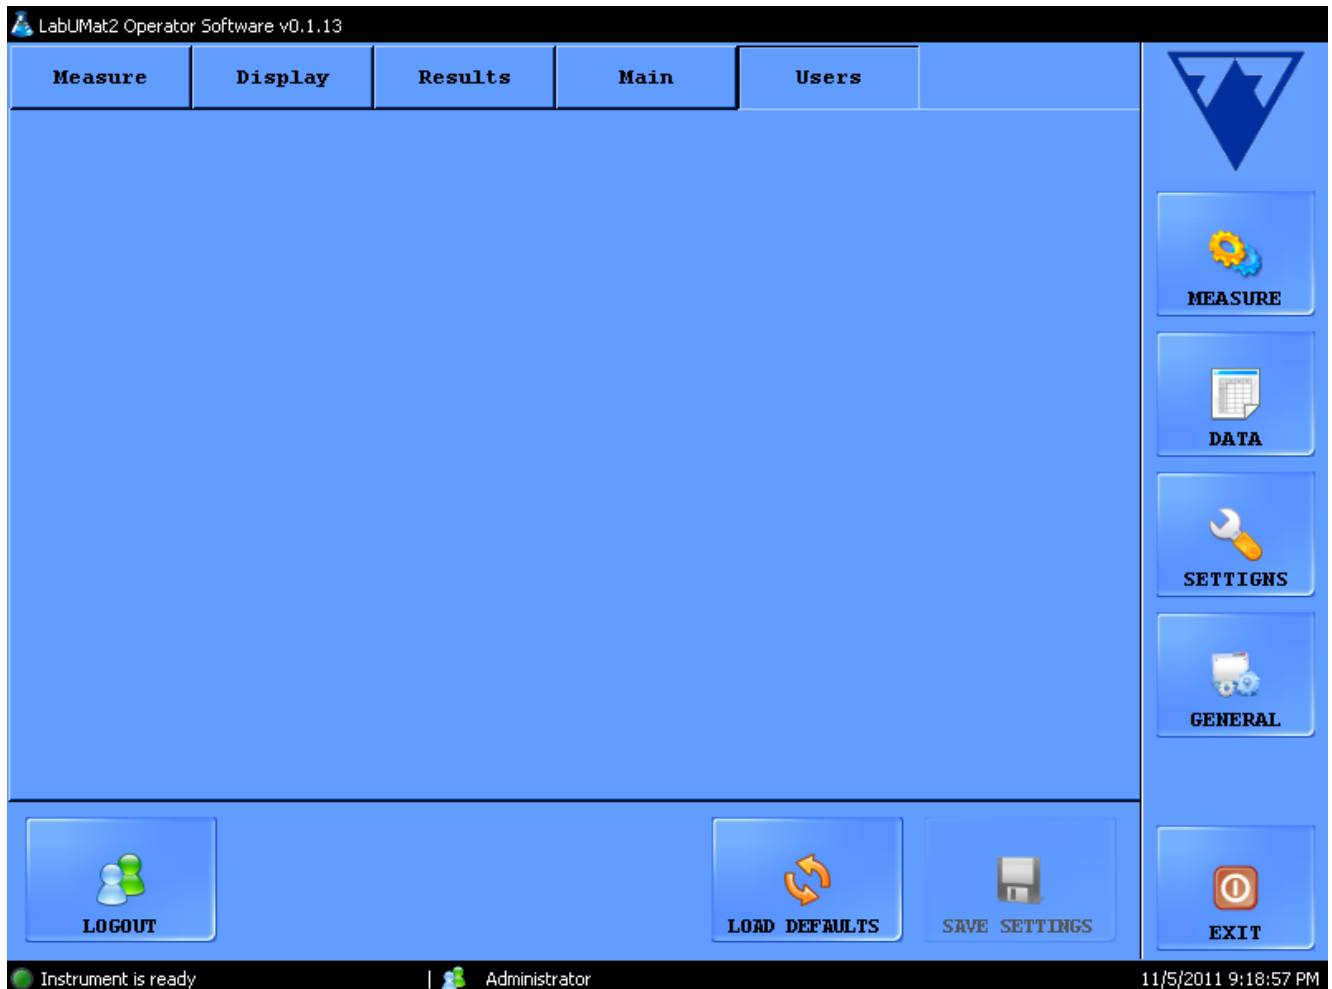 LabUMat2 Operator Software v0.1.13
Measure Display Results Main Users
MEASURE
DATA
SETTIGNS
GENERAL
LOGOUT LOAD DEFAULTS SAVE SETTINGS EXIT
Instrument is ready | Administrator 11/5/2011 9:18:57 PM